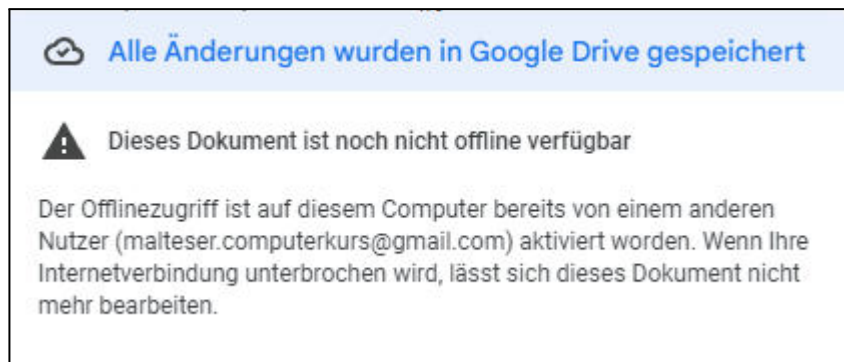 Alle Änderungen wurden in Google Drive gespeichert
Dieses Dokument ist noch nicht offline verfügbar
Der Offlinezugriff ist auf diesem Computer bereits von einem anderen
Nutzer (malteser.computerkurs@gmail.com) aktiviert worden. Wenn Ihre
Internetverbindung unterbrochen wird, lässt sich dieses Dokument nicht
mehr bearbeiten.